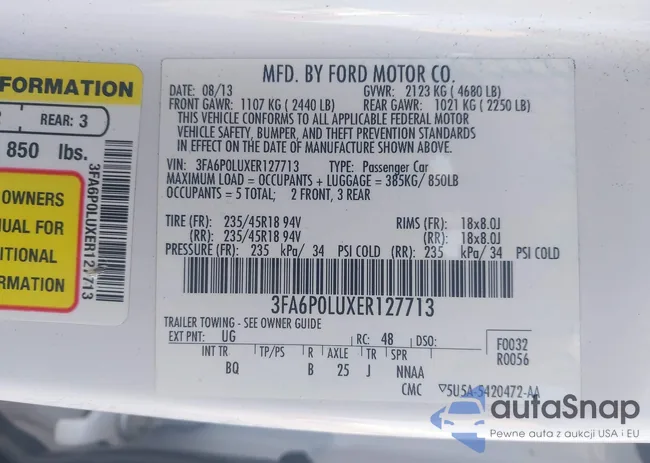 FORMATION
REAR: 3
850 lbs.
OWNERS
NUAL FOR
DITIONAL
ORMATION
3FA6P0LUXER127713
MFD. BY FORD MOTOR CO.
DATE: 08/13 GVWR: 2123 KG ( 4680 LB)
FRONT GAWR: 1107 KG ( 2440 LB) REAR GAWR: 1021 KG ( 2250 LB)
THIS VEHICLE CONFORMS TO ALL APPLICABLE FEDERAL MOTOR
VEHICLE SAFETY, BUMPER, AND THEFT PREVENTION STANDARDS
IN EFFECT ON THE DATE OF MANUFACTURE SHOWN ABOVE.
VIN: 3FA6P0LUXER127713 TYPE: Passenger Car
MAXIMUM LOAD = OCCUPANTS + LUGGAGE = 385KG/ 850LB
OCCUPANTS = 5 TOTAL; 2 FRONT, 3 REAR
TIRE (FR): 235/45R18 94V RIMS (FR): 18x8.0J
(RR): 235/45R18 94V (RR): 18x8.0J
PRESSURE (FR): 235 kPa/ 34 PSI COLD (RR): 235 kPa/ 34 PSI COLD
3FA6P0LUXER127713
TRAILER TOWING - SEE OWNER GUIDE
EXT PNT: UG RC: 48 DSO: F0032
INT TR TP/PS R AXLE TR SPR R0056
BQ B 25 J NNAA
CMC ▽5U5A-5420472-AA
autoSnap
Pewne auta z aukcji USA i EU